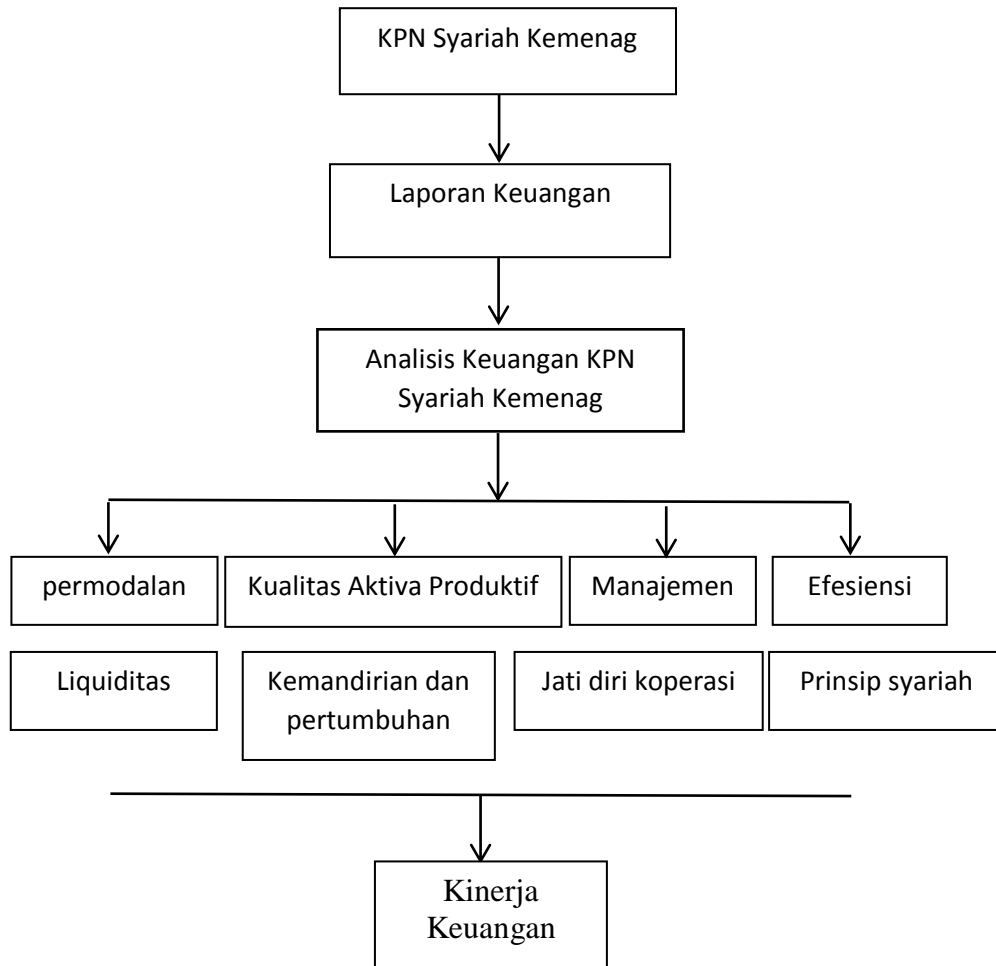 KPN Syariah Kemenag
Laporan Keuangan
Analisis Keuangan KPN
Syariah Kemenag
permodalan
Kualitas Aktiva Produktif
Manajemen
Efesiensi
Liquiditas
Kemandirian dan
pertumbuhan
Jati diri koperasi
Prinsip syariah
Kinerja
Keuangan